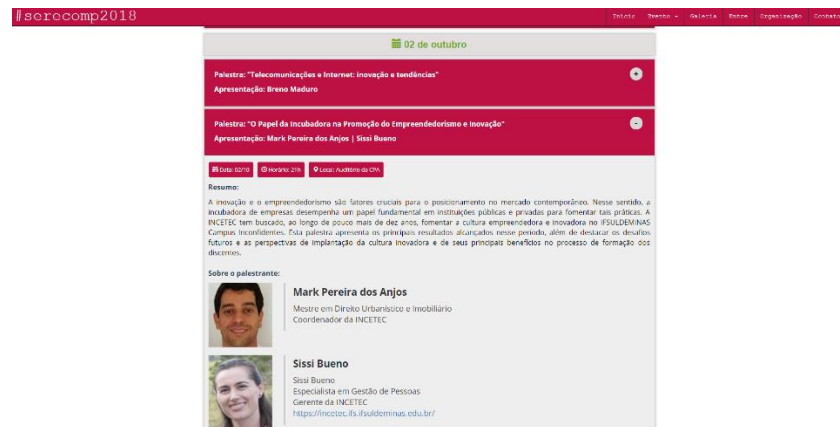 #serecomp2018
Início Evento Galeria Entre Organização Contato
02 de outubro
Palestra: "Telecomunicações e Internet: inovação e tendências"
Apresentação: Breno Maduro
+
Palestra: "O Papel da Incubadora na Promoção do Empreendedorismo e Inovação"
Apresentação: Mark Pereira dos Anjos | Sissi Bueno
-
Data: 02/10 Horário: 21h Local: Auditório da CPA
Resumo:
A inovação e o empreendedorismo são fatores cruciais para o posicionamento no mercado contemporâneo. Nesse sentido, a
incubadora de empresas desempenha um papel fundamental em instituições públicas e privadas para fomentar tais práticas. A
INCETEC tem buscado, ao longo de pouco mais de dez anos, fomentar a cultura empreendedora e inovadora no IFSULDEMINAS
Campus Inconfidentes. Esta palestra apresenta os principais resultados alcançados nesse período, além de destacar os desafios
futuros e as perspectivas de implantação da cultura inovadora e de seus principais benefícios no processo de formação dos
discentes.
Sobre o palestrante:
Mark Pereira dos Anjos
Mestre em Direito Urbanístico e Imobiliário
Coordenador da INCETEC
Sissi Bueno
Sissi Bueno
Especialista em Gestão de Pessoas
Gerente da INCETEC
https://incetec.ifs.ifsuldeminas.edu.br/